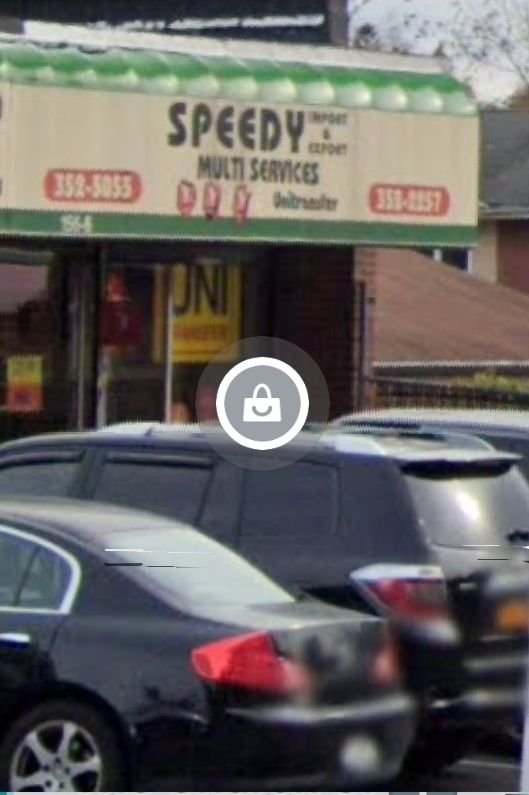 SPEEDY
IMPORT
&
EXPORT
MULTI SERVICES
352-5055
Unitransfer
UNI